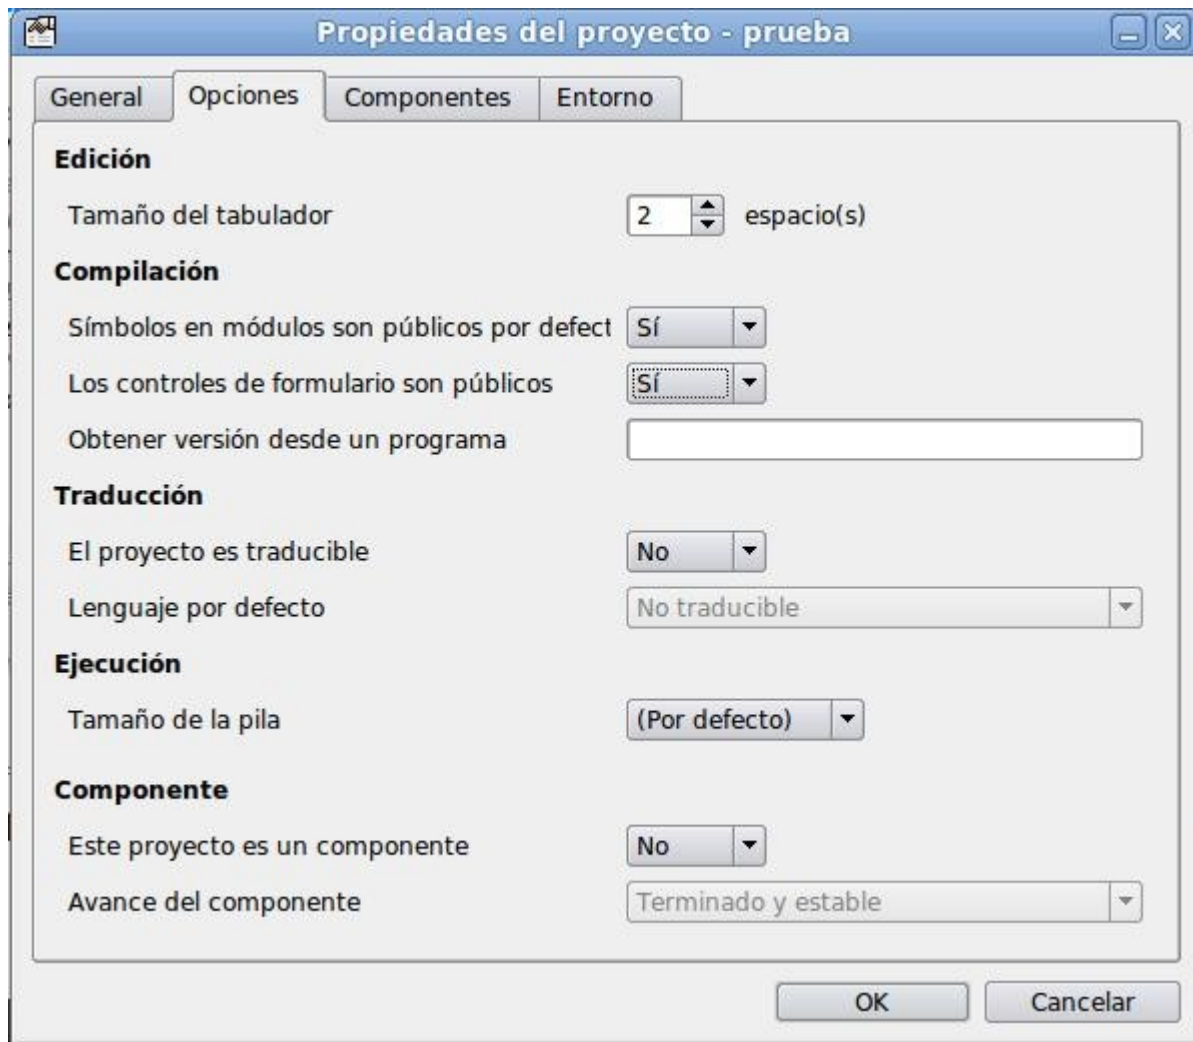 Propiedades del proyecto - prueba
General Opciones Componentes Entorno
Edición
Tamaño del tabulador 2 espacio(s)
Compilación
Símbolos en módulos son públicos por defect Sí
Los controles de formulario son públicos Sí
Obtener versión desde un programa
Traducción
El proyecto es traducible No
Lenguaje por defecto No traducible
Ejecución
Tamaño de la pila (Por defecto)
Componente
Este proyecto es un componente No
Avance del componente Terminado y estable
OK Cancelar